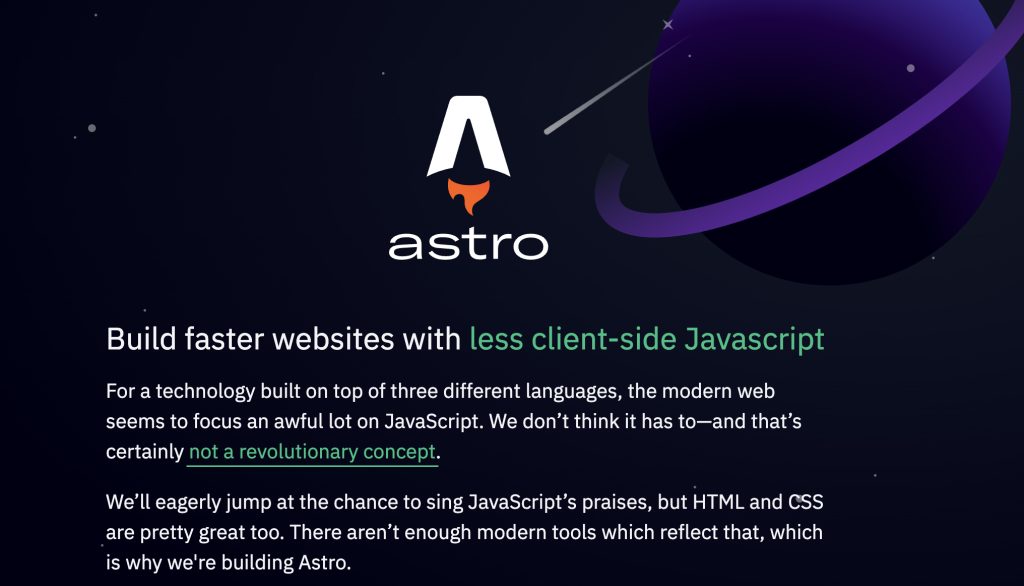 astro
Build faster websites with less client-side Javascript
For a technology built on top of three different languages, the modern web
seems to focus an awful lot on JavaScript. We don’t think it has to—and that’s
certainly not a revolutionary concept.
We’ll eagerly jump at the chance to sing JavaScript’s praises, but HTML and CSS
are pretty great too. There aren’t enough modern tools which reflect that, which
is why we're building Astro.